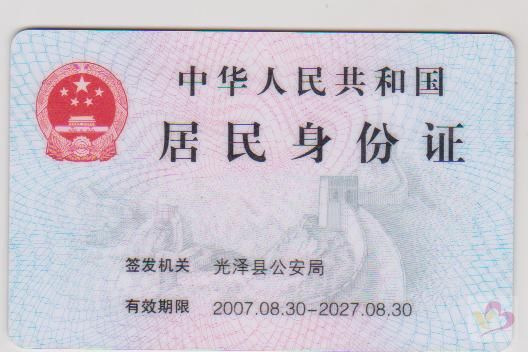 中华人民共和国
居民身份证
签发机关 光泽县公安局
有效期限 2007.08.30-2027.08.30